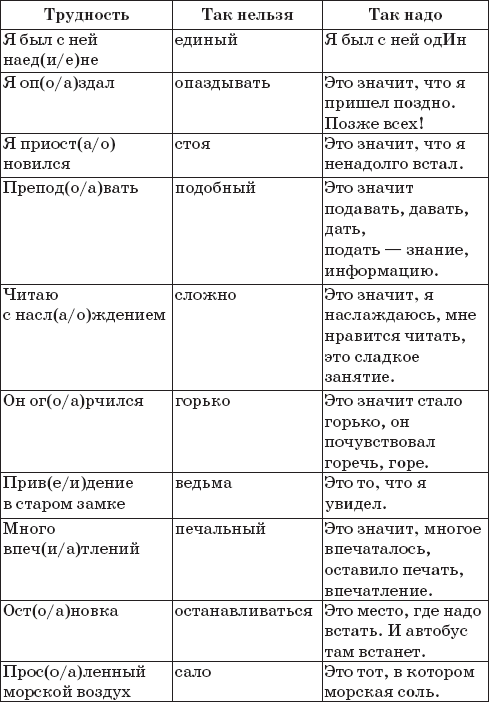 Трудность Так нельзя Так надо
Я был с ней единый Я был с ней одИн
наед(и/е)не
Я оп(о/а)здал опаздывать Это значит, что я
пришел поздно.
Позже всех!
Я приост(а/о) стоя Это значит, что я
новился ненадолго встал.
Препод(о/а)вать подобный Это значит
подавать, давать,
дать,
подать — знание,
информацию.
Читаю сложно Это значит, я
с насл(а/о)ждением наслаждаюсь, мне
нравится читать,
это сладкое
занятие.
Он ог(о/а)рчился горько Это значит стало
горько, он
почувствовал
горечь, горе.
Прив(е/и)дение ведьма Это то, что я
в старом замке увидел.
Много печальный Это значит, многое
впеч(и/а)тлений впечаталось,
оставило печать,
впечатление.
Ост(о/а)новка останавливаться Это место, где надо
встать. И автобус
там встанет.
Прос(о/а)ленный сало Это тот, в котором
морской воздух морская соль.